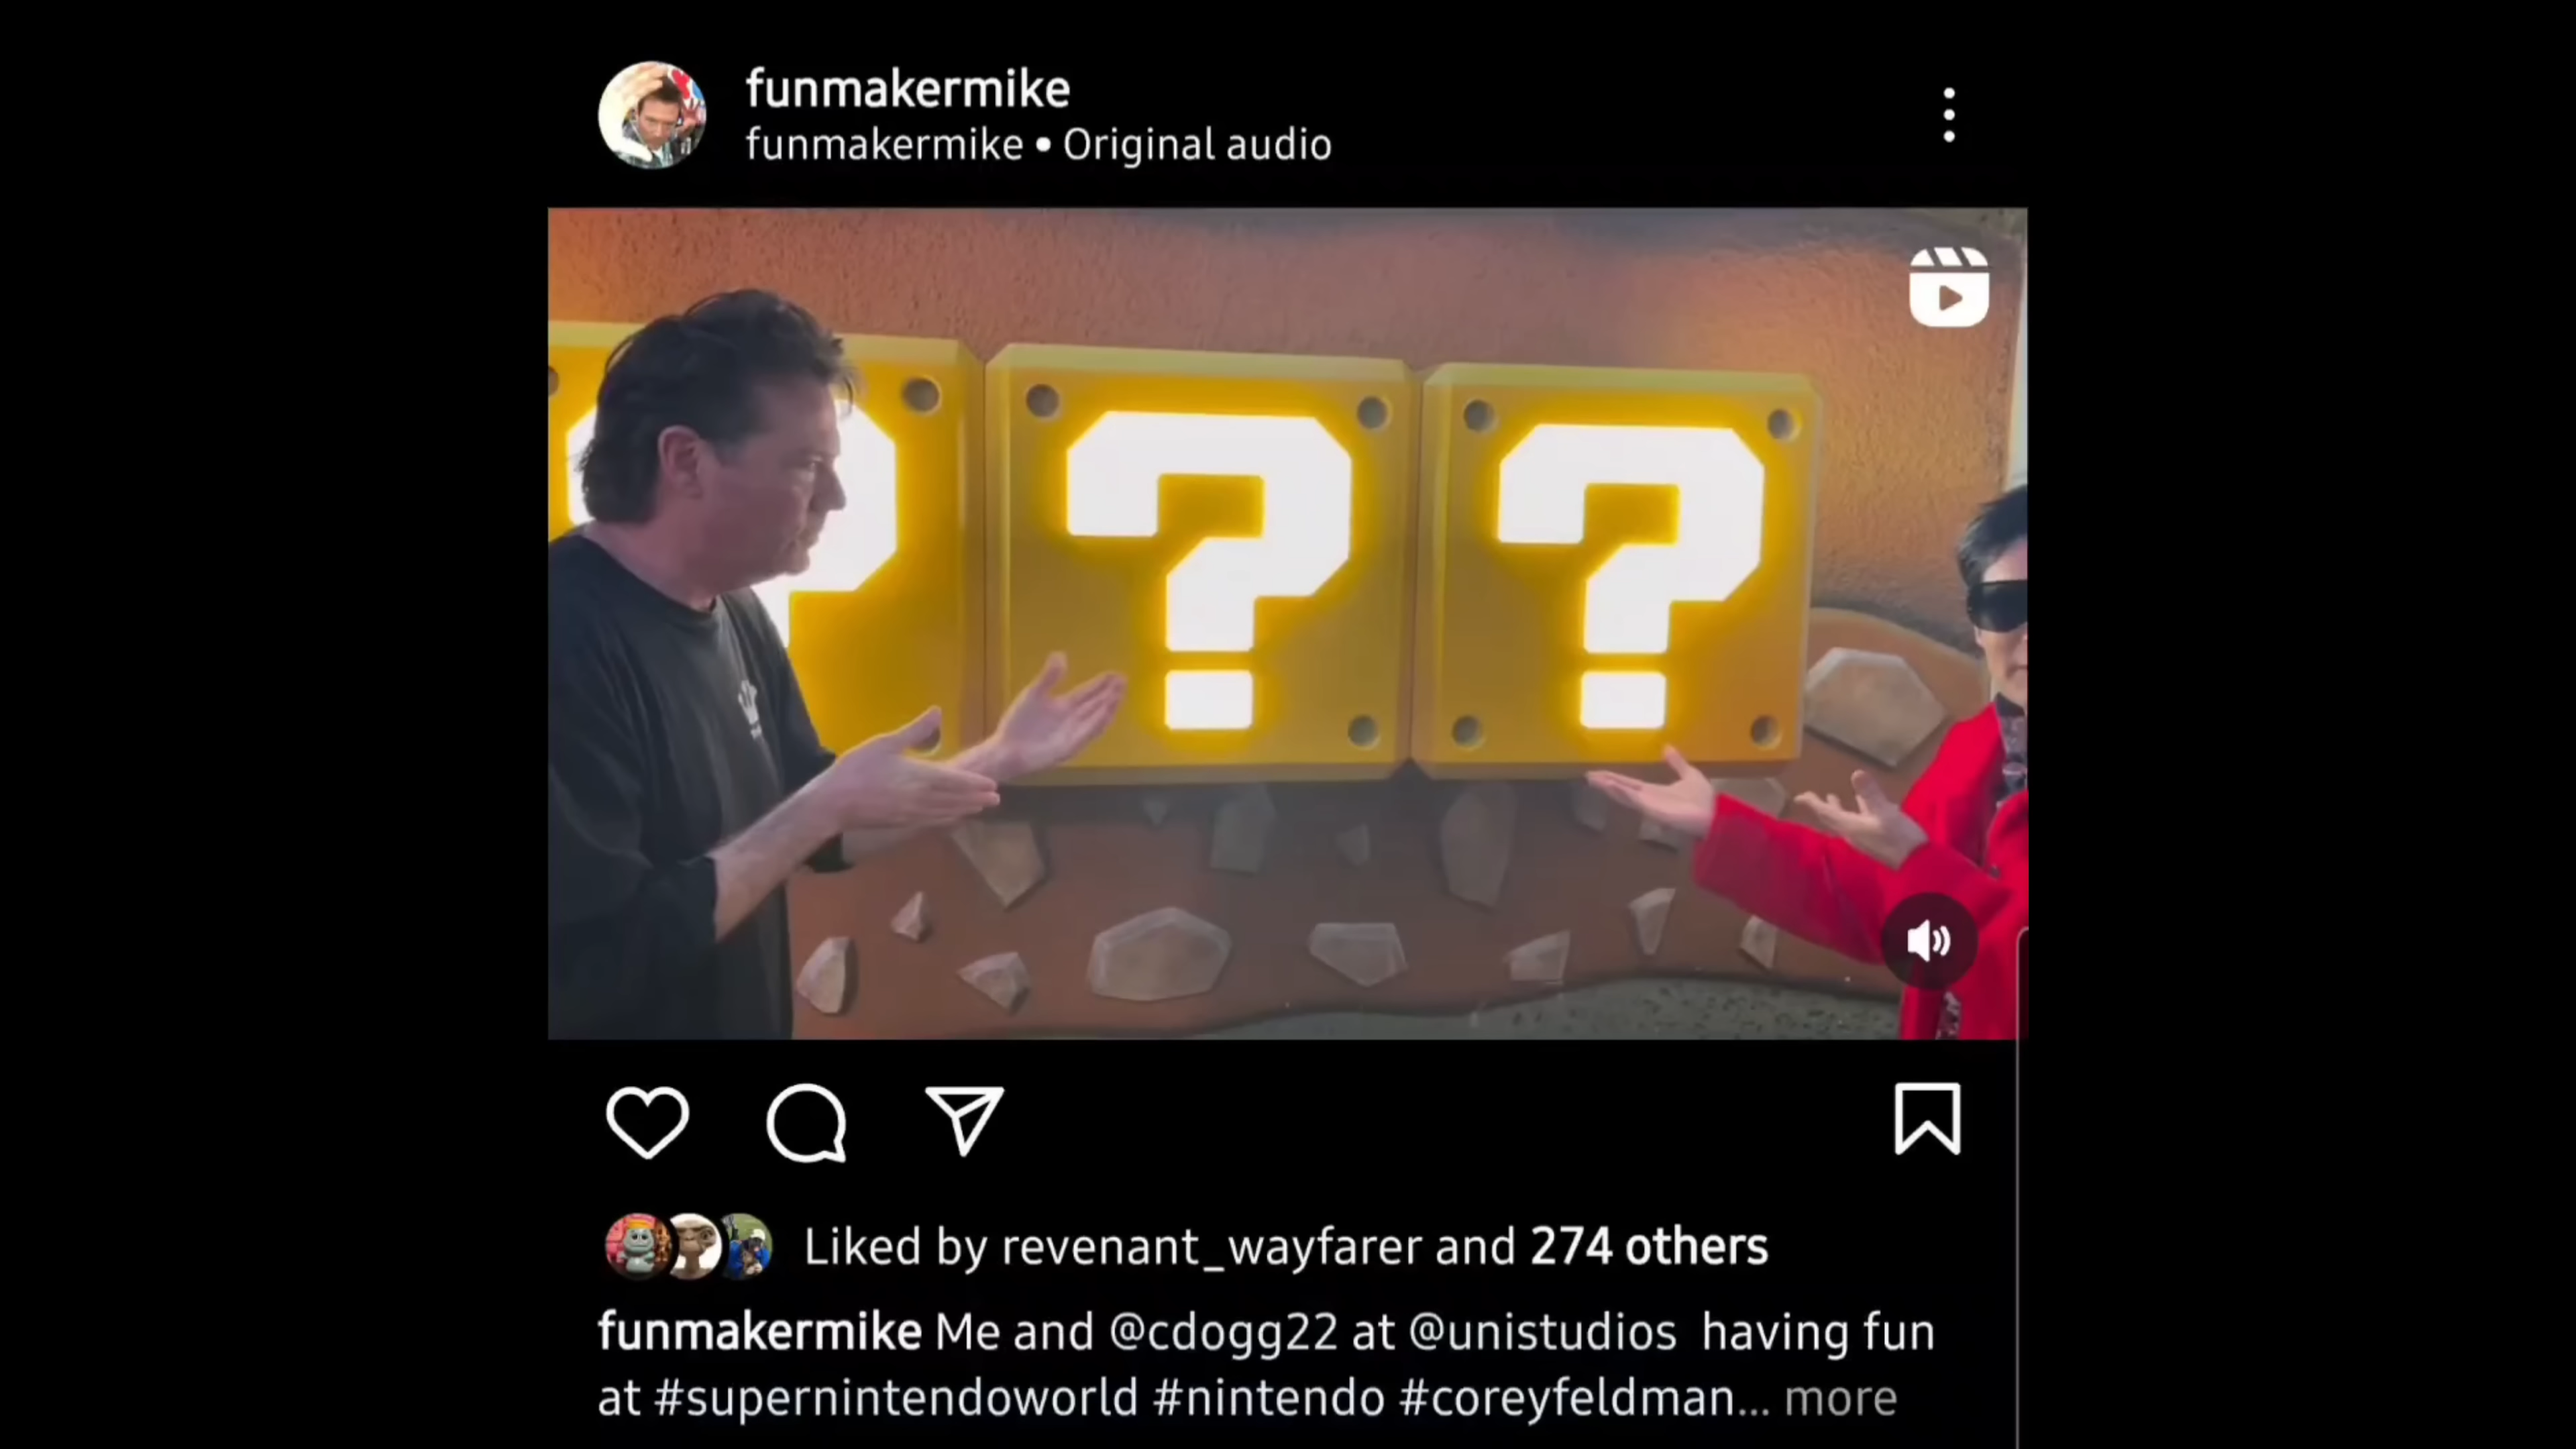 funmakermike
funmakermike • Original audio
? ? ?
Liked by revenant_wayfarer and 274 others
funmakermike Me and @cdogg22 at @unistudios having fun
at #supernintendoworld #nintendo #coreyfeldman... more